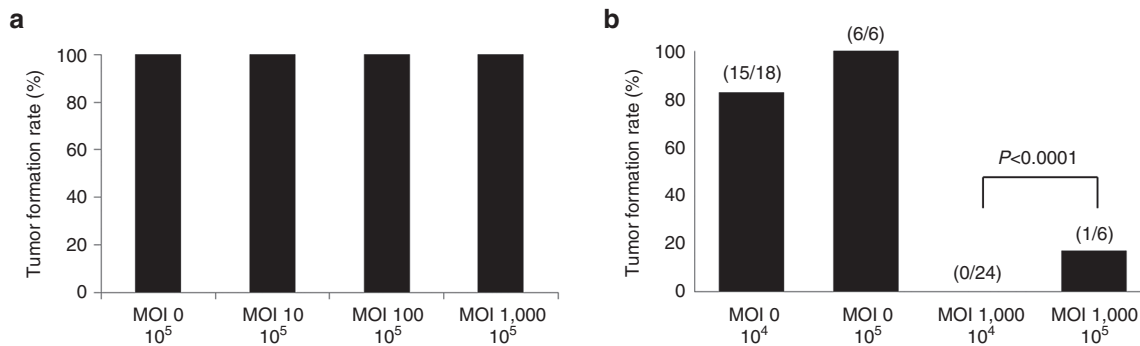 a
Tumor formation rate (%)
100
80
60
40
20
0
MOI 0 MOI 10 MOI 100 MOI 1,000
10⁵ 10⁵ 10⁵ 10⁵
b
Tumor formation rate (%)
100
80
60
40
20
0
(15/18)
(6/6)
P<0.0001
(0/24)
(1/6)
MOI 0 MOI 0 MOI 1,000 MOI 1,000
10⁴ 10⁵ 10⁴ 10⁵